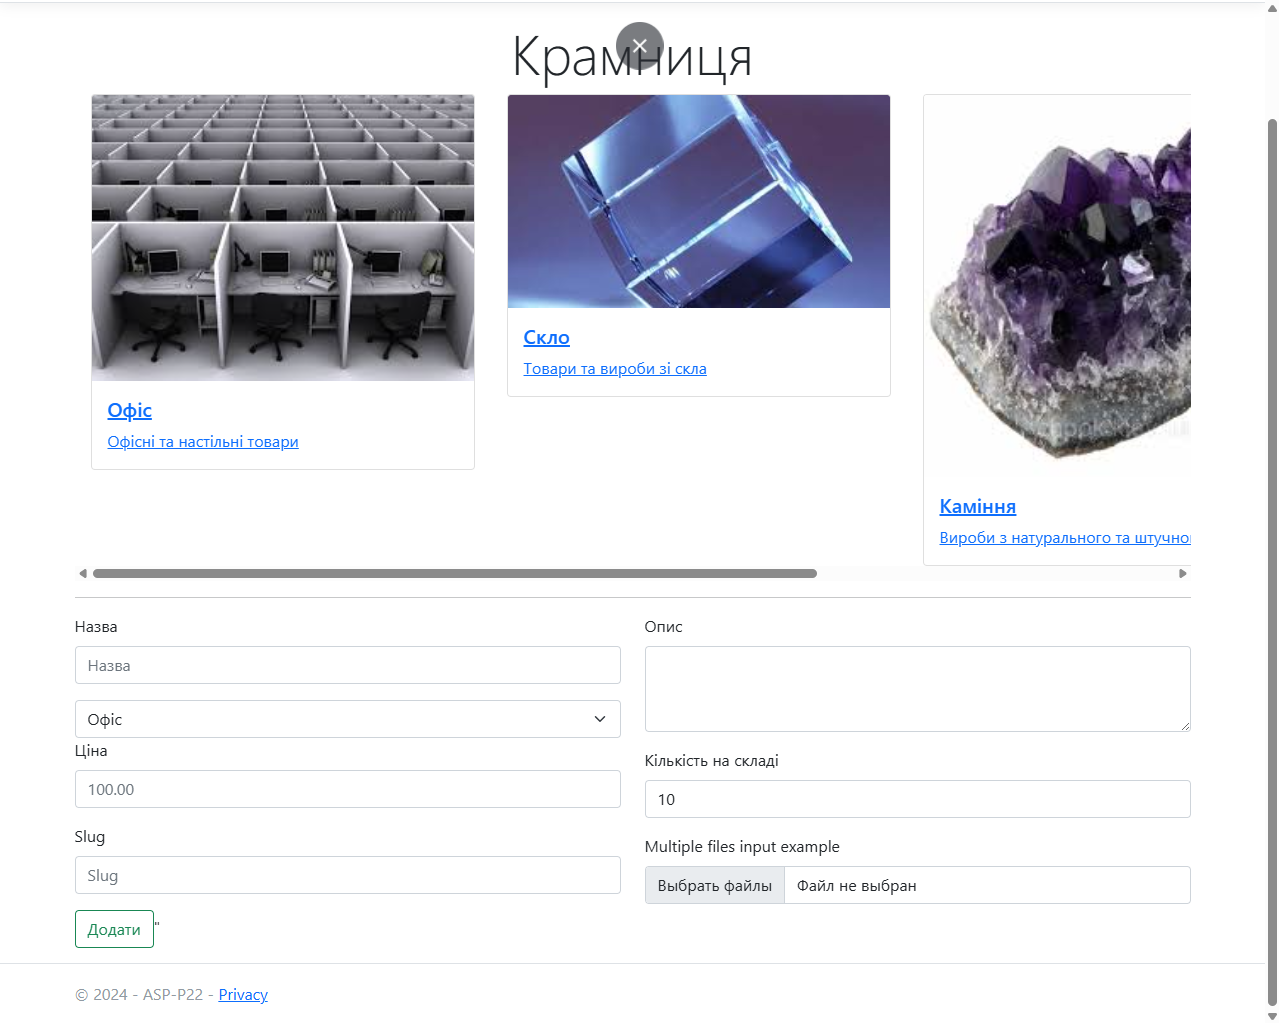 Крамниця
Офіс
Офісні та настільні товари
Скло
Товари та вироби зі скла
Каміння
Вироби з натурального та штучно
Назва
Назва
Офіс
Ціна
100.00
Slug
Slug
Додати"
Опис
Кількість на складі
10
Multiple files input example
Выбрать файлы Файл не выбран
© 2024 - ASP-P22 - Privacy